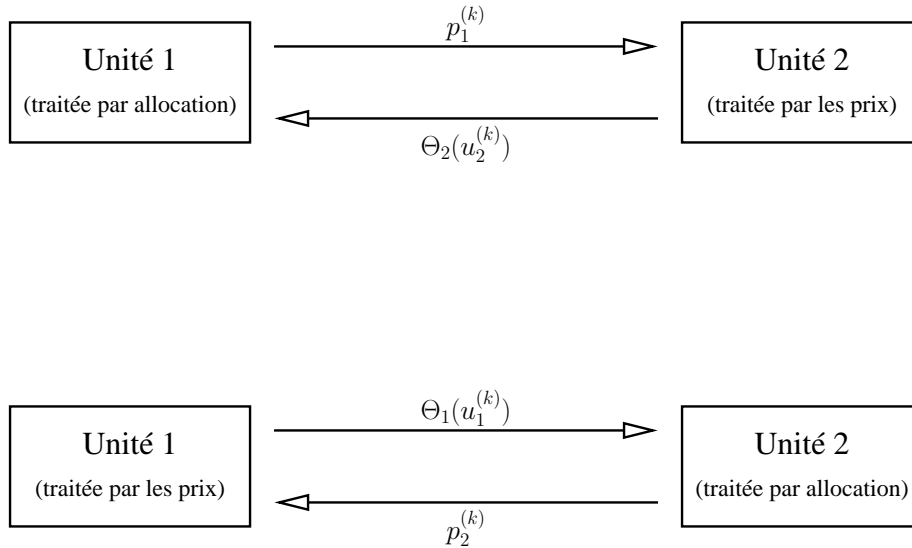 p_1^{(k)}
Unité 1
(traitée par allocation)
Unité 2
(traitée par les prix)
Θ_2(u_2^{(k)})
Θ_1(u_1^{(k)})
Unité 1
(traitée par les prix)
Unité 2
(traitée par allocation)
p_2^{(k)}